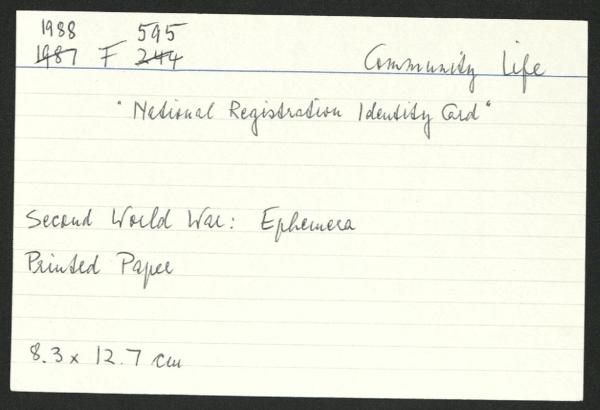 1988 595
1987 F 244 Community Life
"National Registration Identity Card"
Second World War: Ephemera
Printed Paper
8.3 x 12.7 cm